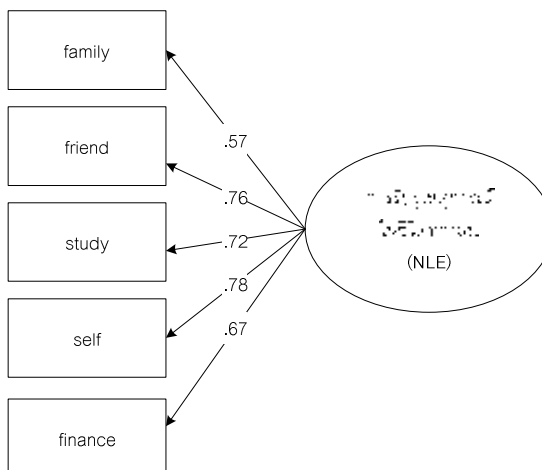 family
.57
friend
.76
study
.72
(NLE)
.78
self
.67
finance